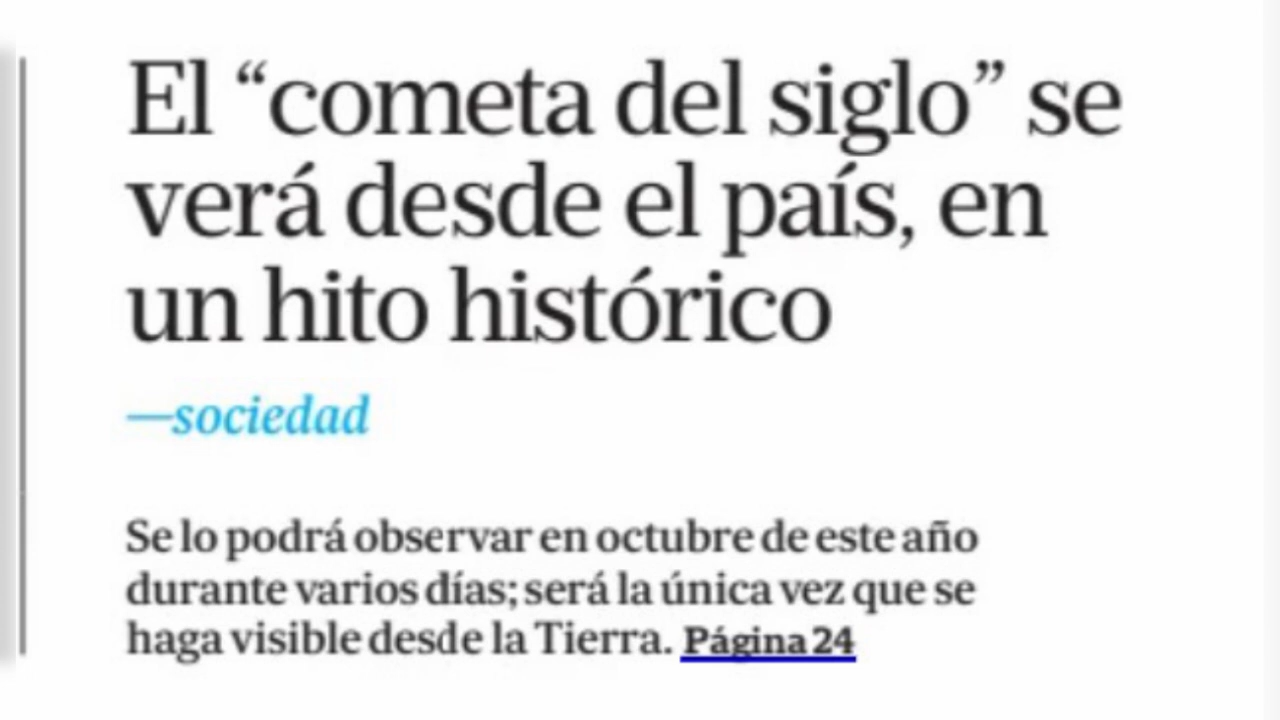 El “cometa del siglo” se
verá desde el país, en
un hito histórico
—sociedad
Se lo podrá observar en octubre de este año
durante varios días; será la única vez que se
haga visible desde la Tierra. Página 24